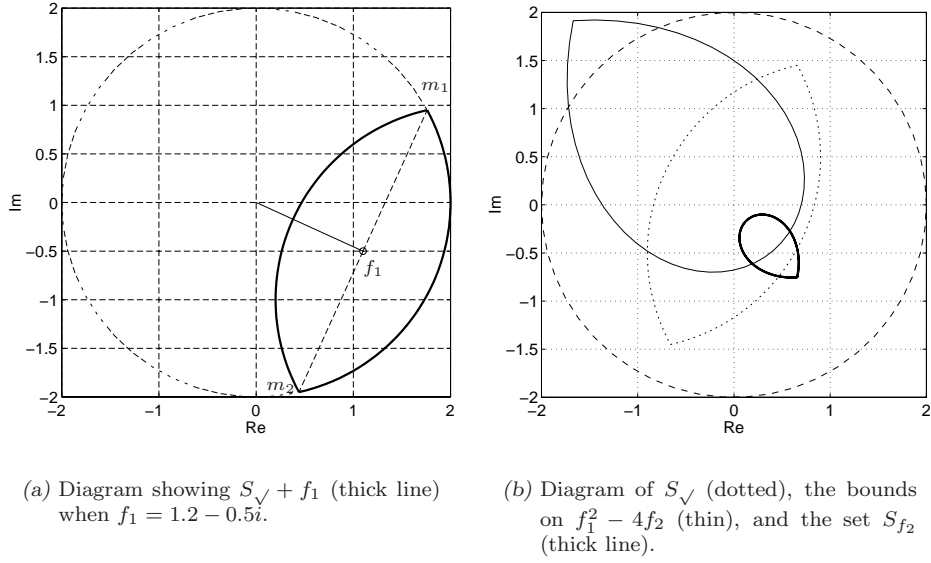 2
1.5
1
0.5
0
−0.5
−1
−1.5
−2
−2 −1 0 1 2
Re
Im
m₁
f₁
m₂
2
1.5
1
0.5
0
−0.5
−1
−1.5
−2
−2 −1 0 1 2
Re
Im
(a) Diagram showing S√ + f₁ (thick line)
when f₁ = 1.2 − 0.5i.
(b) Diagram of S√ (dotted), the bounds
on f₁² − 4f₂ (thin), and the set S_f₂
(thick line).